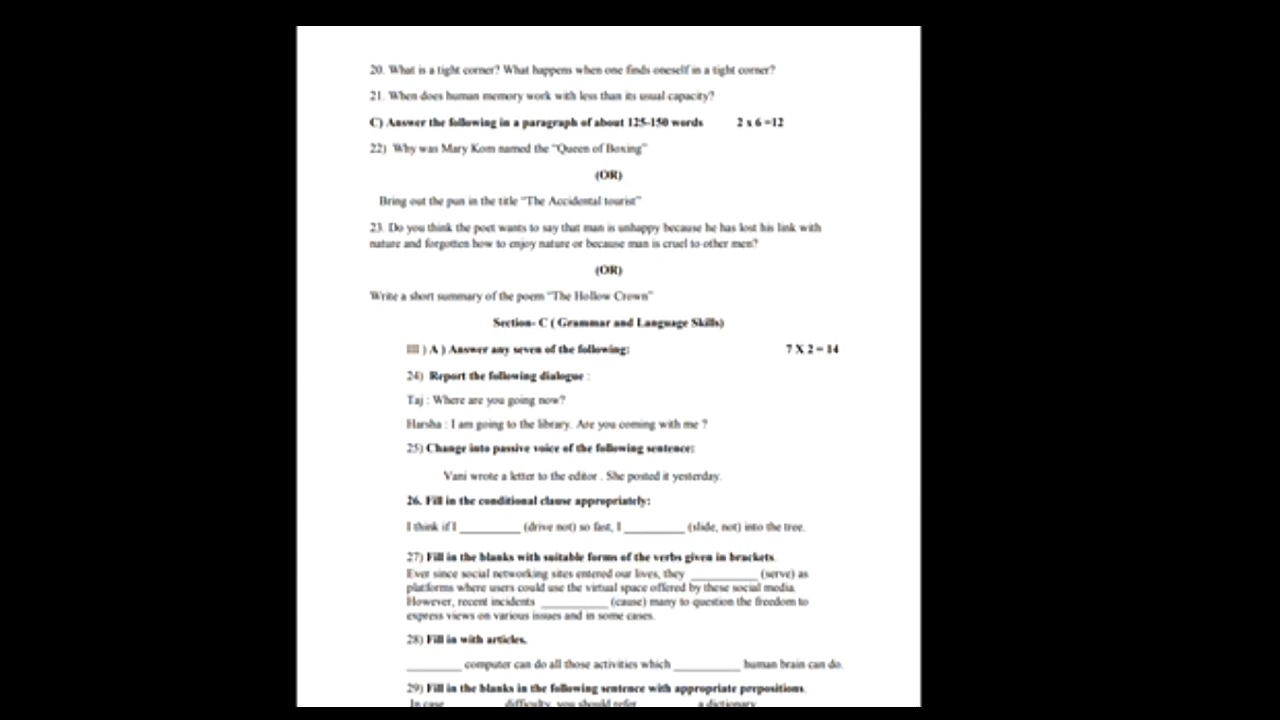 20. What is a tight corner? What happens when one finds oneself in a tight corner?
21. When does human memory work with less than its usual capacity?
C) Answer the following in a paragraph of about 125-150 words 2 x 6 =12
22) Why was Mary Kom named the "Queen of Boxing"
(OR)
Bring out the pun in the title "The Accidental tourist"
23. Do you think the poet wants to say that man is unhappy because he has lost his link with
nature and forgotten how to enjoy nature or because man is cruel to other men?
(OR)
Write a short summary of the poem "The Hollow Crown"
Section- C ( Grammar and Language Skills)
III ) A ) Answer any seven of the following: 7 X 2 = 14
24) Report the following dialogue :
Taj : Where are you going now?
Harsha : I am going to the library. Are you coming with me ?
25) Change into passive voice of the following sentence:
Vani wrote a letter to the editor . She posted it yesterday.
26. Fill in the conditional clause appropriately:
I think if I __________ (drive not) so fast, I __________ (slide, not) into the tree.
27) Fill in the blanks with suitable forms of the verbs given in brackets.
Ever since social networking sites entered our lives, they ___________ (serve) as
platforms where users could use the virtual space offered by these social media.
However, recent incidents ___________ (cause) many to question the freedom to
express views on various issues and in some cases.
28) Fill in with articles.
_________ computer can do all those activities which ___________ human brain can do.
29) Fill in the blanks in the following sentence with appropriate prepositions.
In case __________ difficulty, you should refer __________ a dictionary